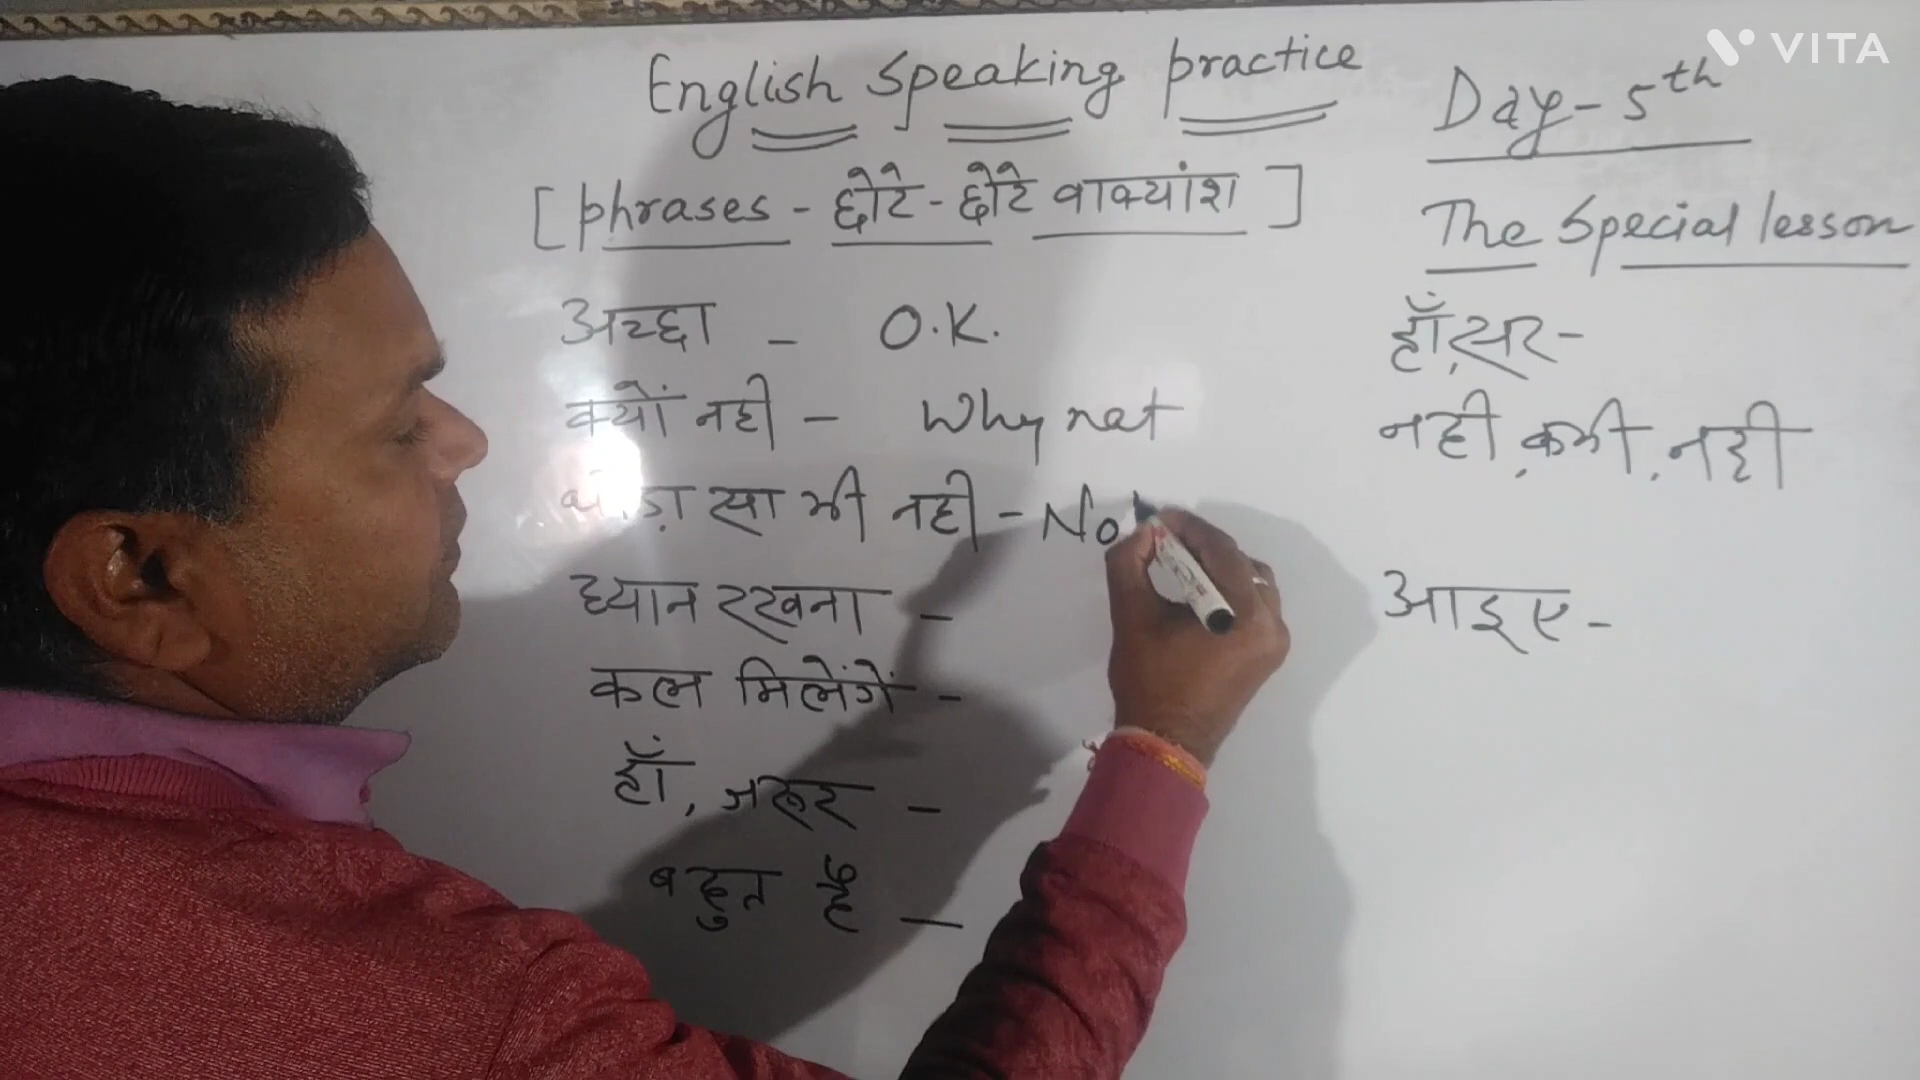 VITA
English Speaking practice
Day - 5th
[ phrases - छोटे - छोटे वाक्यांश ]
The Special lesson
अच्छा - O.K.
क्यों नही - Why not
सा भी नही - No
ध्यान रखना -
कल मिलेंगें -
हाँ, जरूर -
बहुत है -
हाँ, सर -
नही, कभी, नही
आइए -